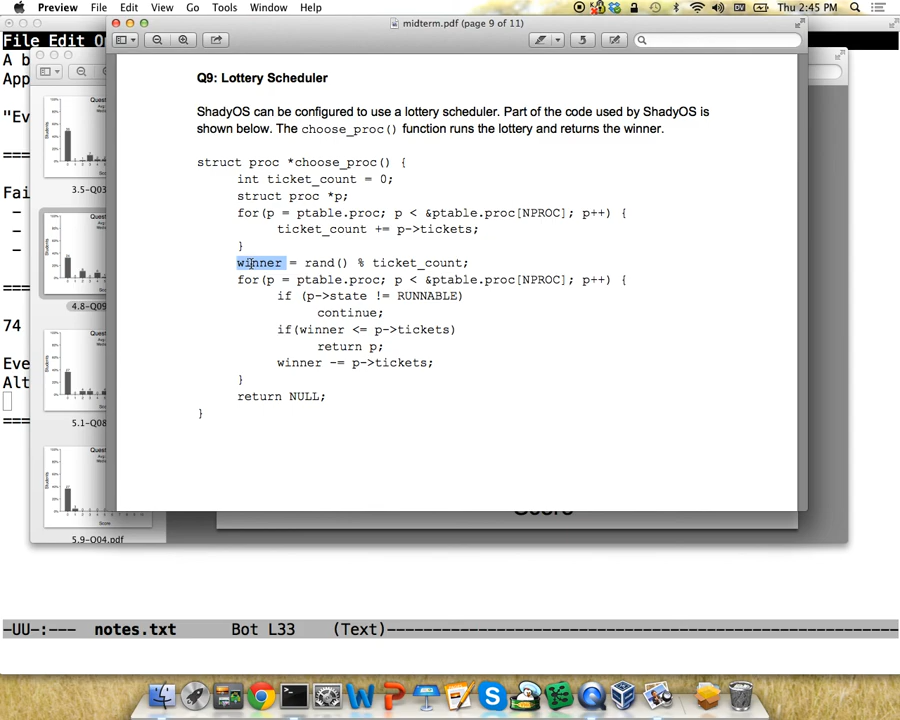 Preview File Edit View Go Tools Window Help Thu 2:45 PM
midterm.pdf (page 9 of 11)
File Edit O
A b
App
"Ev
===
Fai
-
-
-
===
74
Eve
Alt
===
Ques
3.5-Q03
Ques
4.8-Q09
Quest
5.1-Q08
Quest
5.9-Q04.pdf
Q9: Lottery Scheduler
ShadyOS can be configured to use a lottery scheduler. Part of the code used by ShadyOS is
shown below. The choose_proc() function runs the lottery and returns the winner.
struct proc *choose_proc() {
int ticket_count = 0;
struct proc *p;
for(p = ptable.proc; p < &ptable.proc[NPROC]; p++) {
ticket_count += p->tickets;
}
winner = rand() % ticket_count;
for(p = ptable.proc; p < &ptable.proc[NPROC]; p++) {
if (p->state != RUNNABLE)
continue;
if(winner <= p->tickets)
return p;
winner -= p->tickets;
}
return NULL;
}
-UU-:--- notes.txt Bot L33 (Text)------------------------------------------------------------